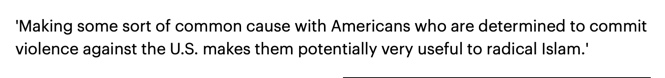 'Making some sort of common cause with Americans who are determined to commit
violence against the U.S. makes them potentially very useful to radical Islam.'